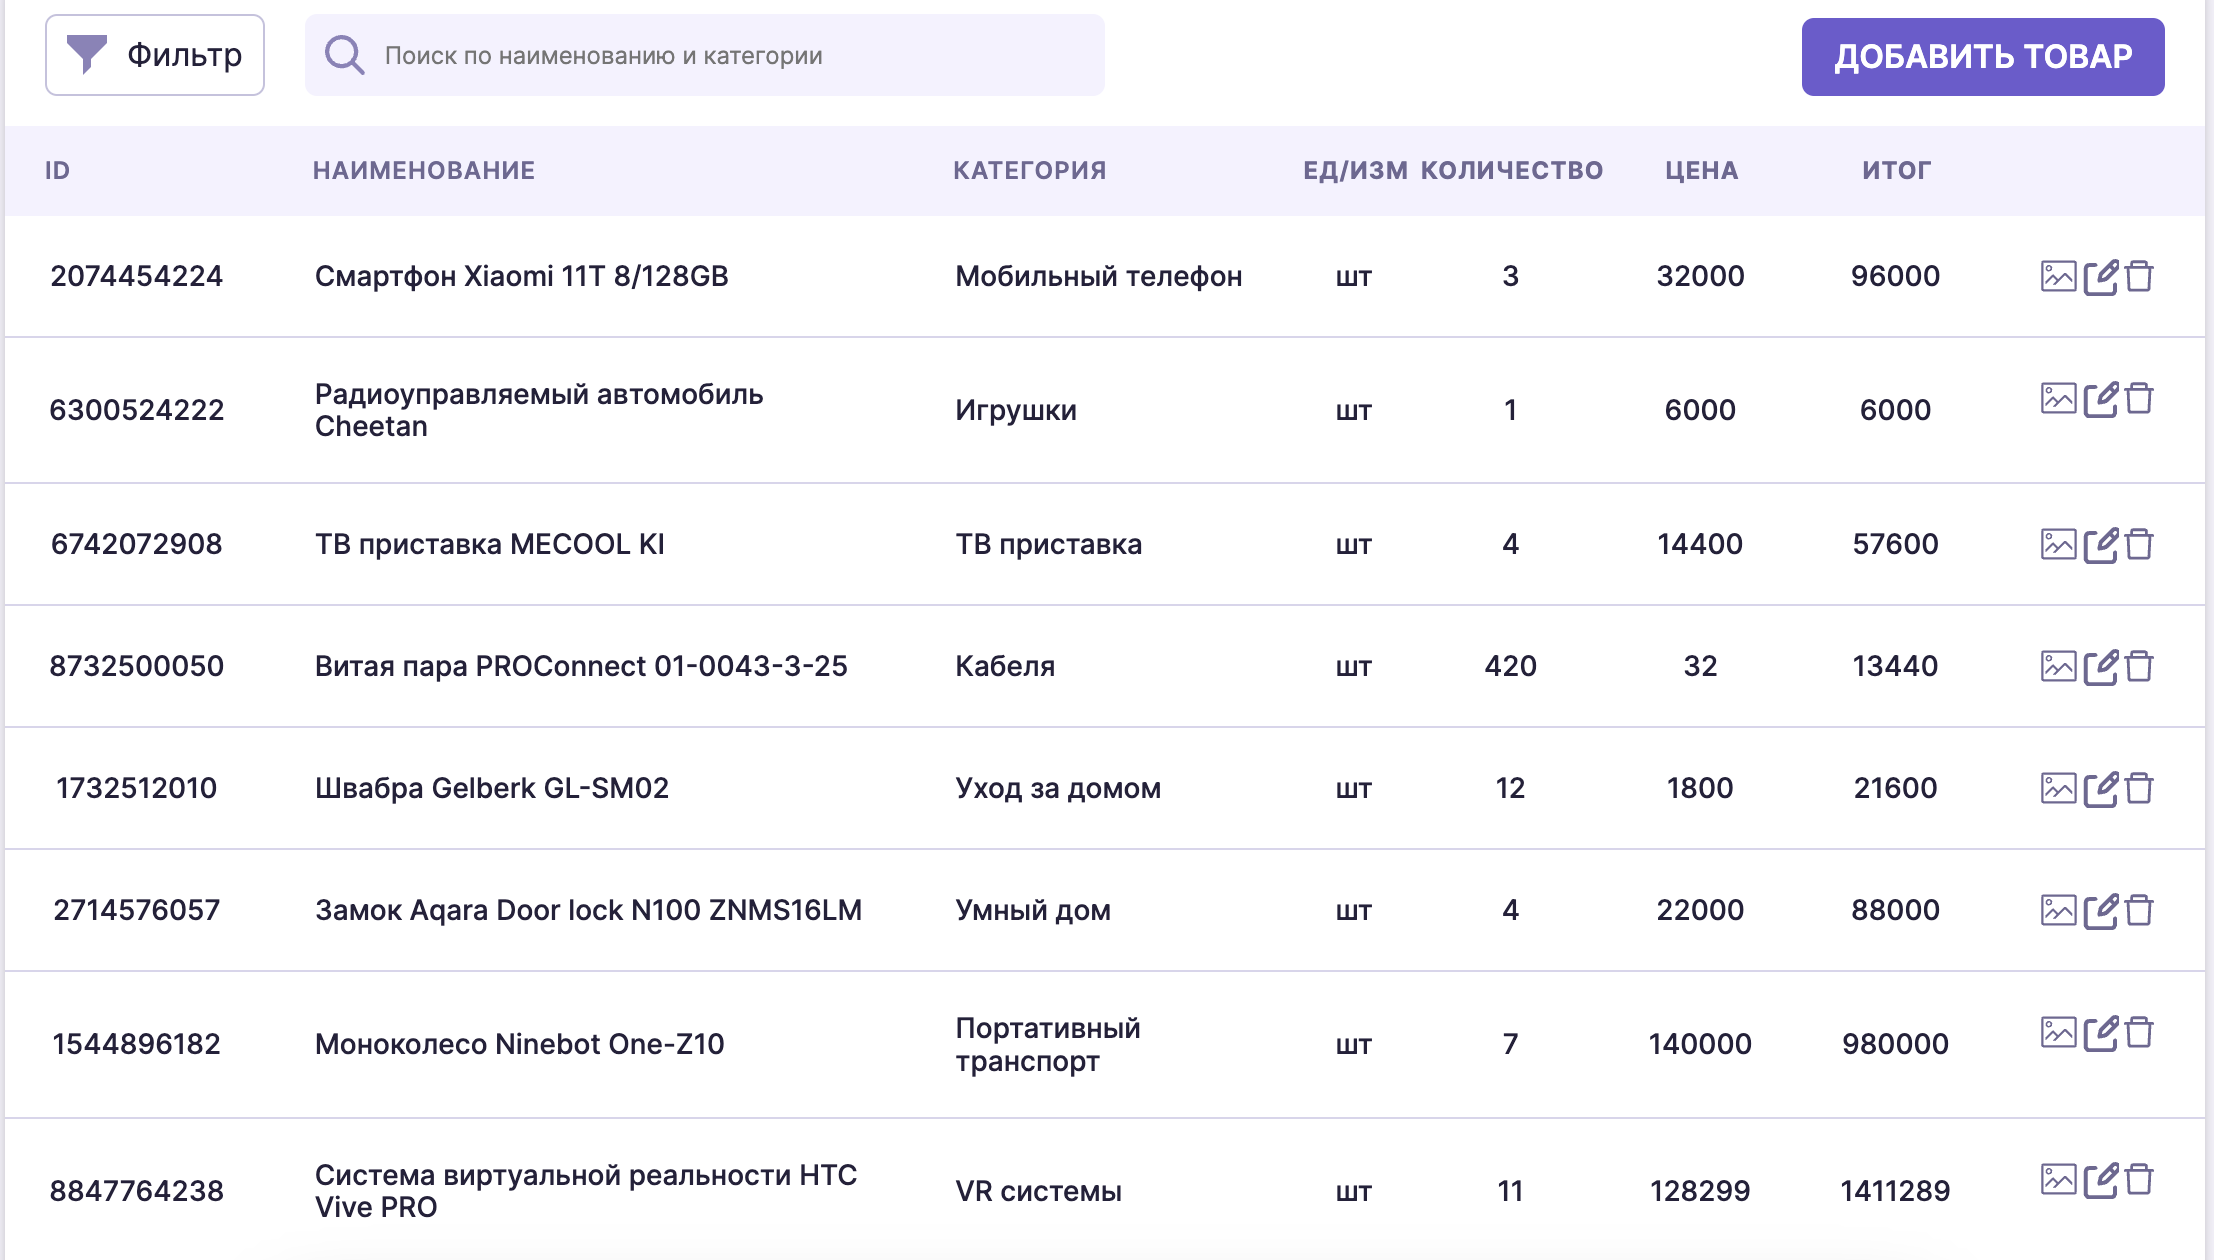 Фильтр
Поиск по наименованию и категории
ДОБАВИТЬ ТОВАР
ID НАИМЕНОВАНИЕ КАТЕГОРИЯ ЕД/ИЗМ КОЛИЧЕСТВО ЦЕНА ИТОГ
2074454224 Смартфон Xiaomi 11T 8/128GB Мобильный телефон шт 3 32000 96000
6300524222 Радиоуправляемый автомобиль
Cheetan Игрушки шт 1 6000 6000
6742072908 ТВ приставка MECOOL KI ТВ приставка шт 4 14400 57600
8732500050 Витая пара PROConnect 01-0043-3-25 Кабеля шт 420 32 13440
1732512010 Швабра Gelberk GL-SM02 Уход за домом шт 12 1800 21600
2714576057 Замок Aqara Door lock N100 ZNMS16LM Умный дом шт 4 22000 88000
1544896182 Моноколесо Ninebot One-Z10 Портативный
транспорт шт 7 140000 980000
8847764238 Система виртуальной реальности HTC
Vive PRO VR системы шт 11 128299 1411289